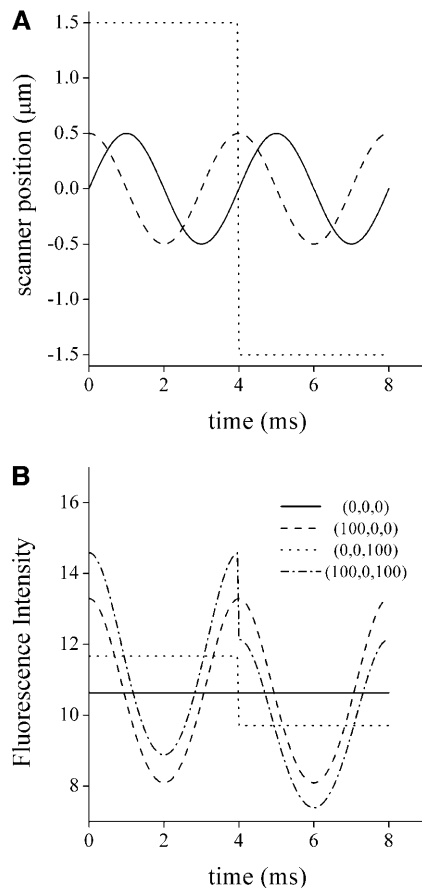 A
scanner position (μm)
1.5
1.0
0.5
0.0
-0.5
-1.0
-1.5
0 2 4 6 8
time (ms)
B
Fluorescence Intensity
16
14
12
10
8
(0,0,0)
(100,0,0)
(0,0,100)
(100,0,100)
0 2 4 6 8
time (ms)